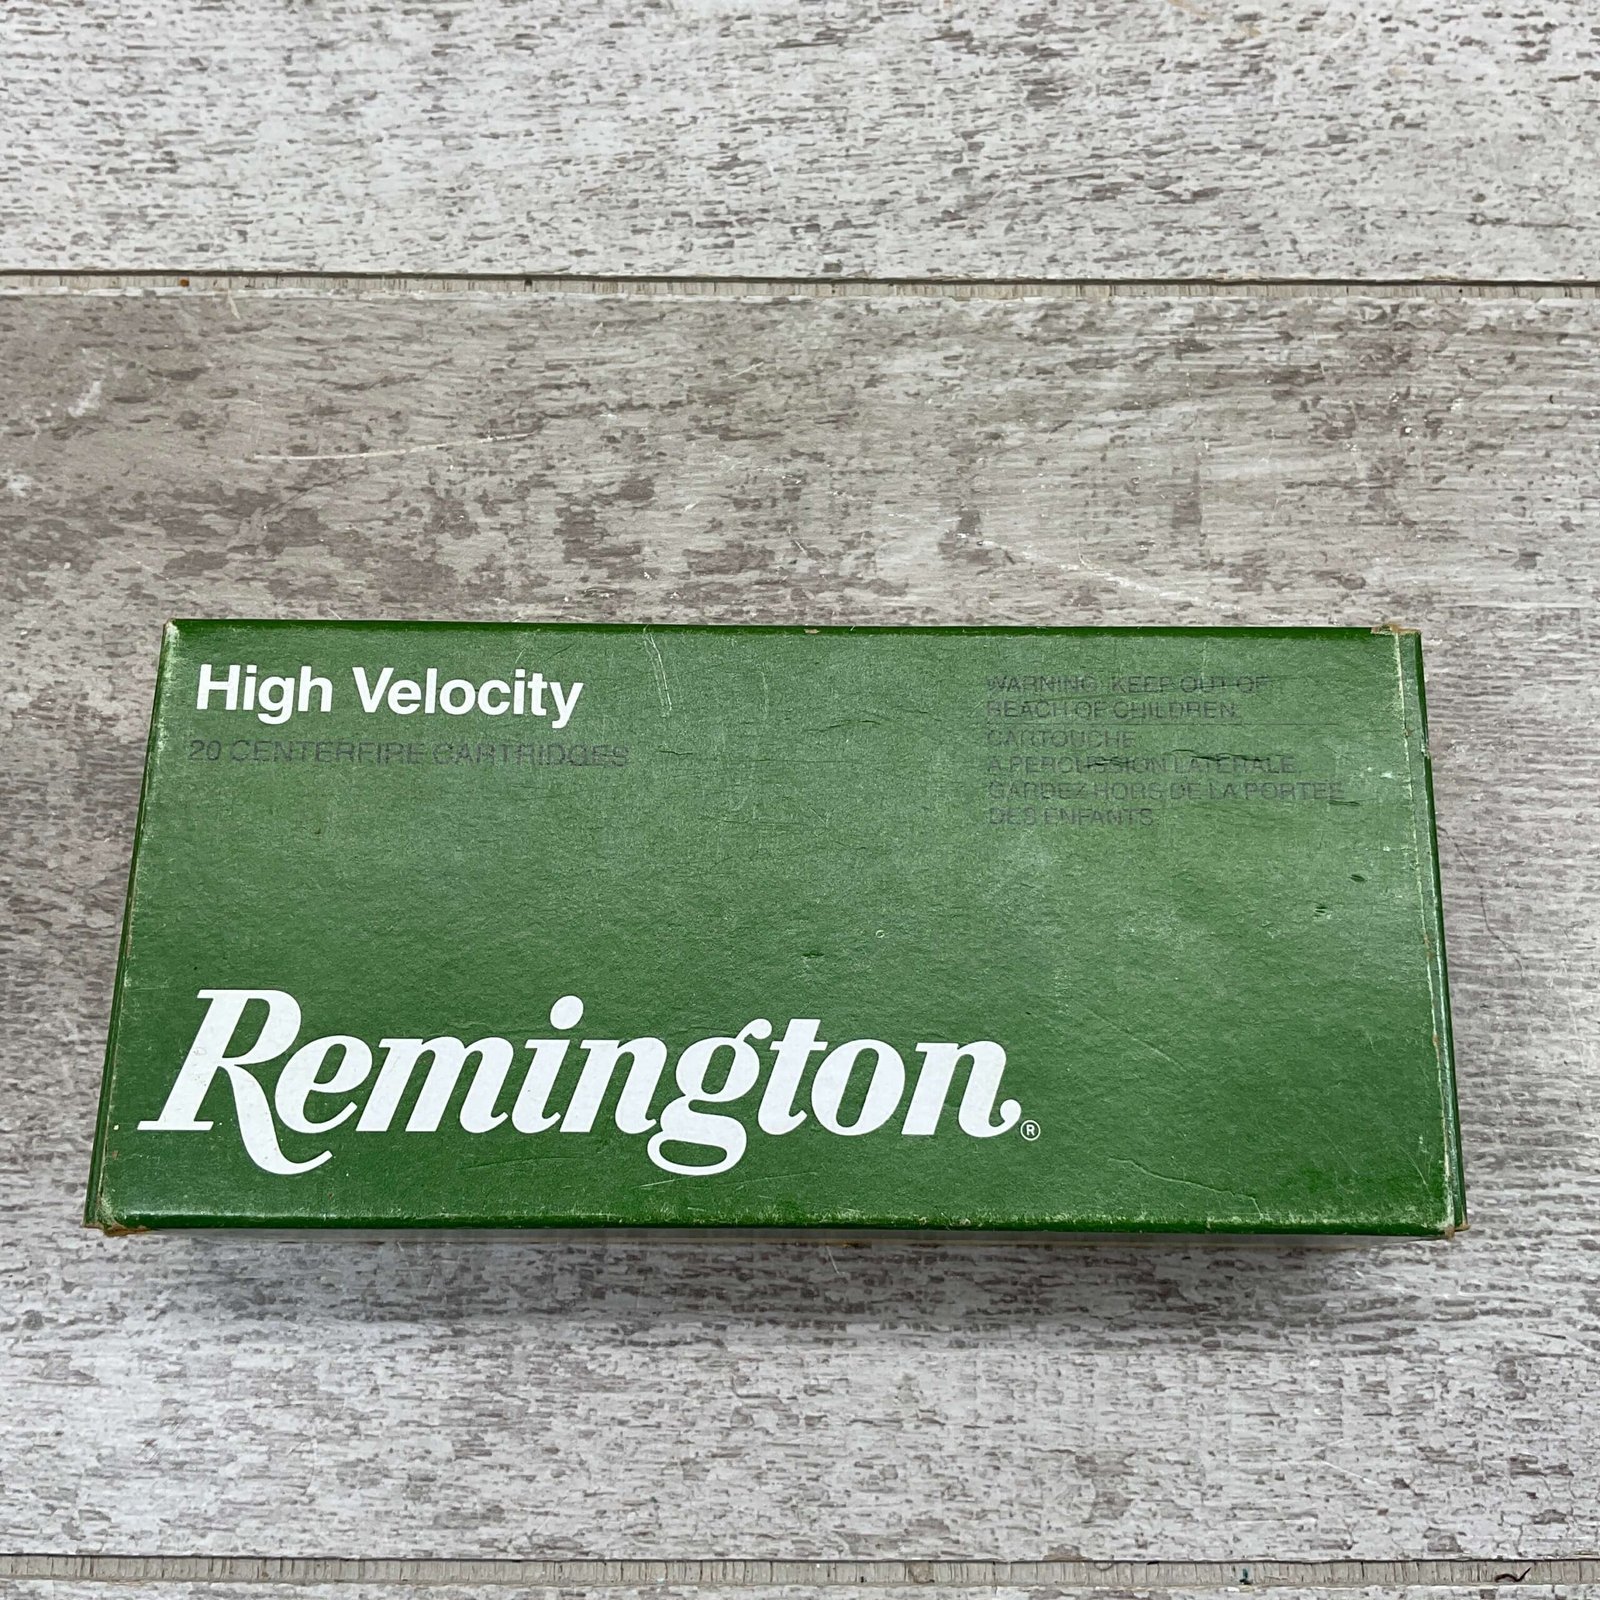 High Velocity
20 CENTERFIRE CARTRIDGES
WARNING: KEEP OUT OF
REACH OF CHILDREN.
CARTOUCHE
A PERCUSSION LATERALE.
GARDEZ HORS DE LA PORTEE
DES ENFANTS.
Remington®